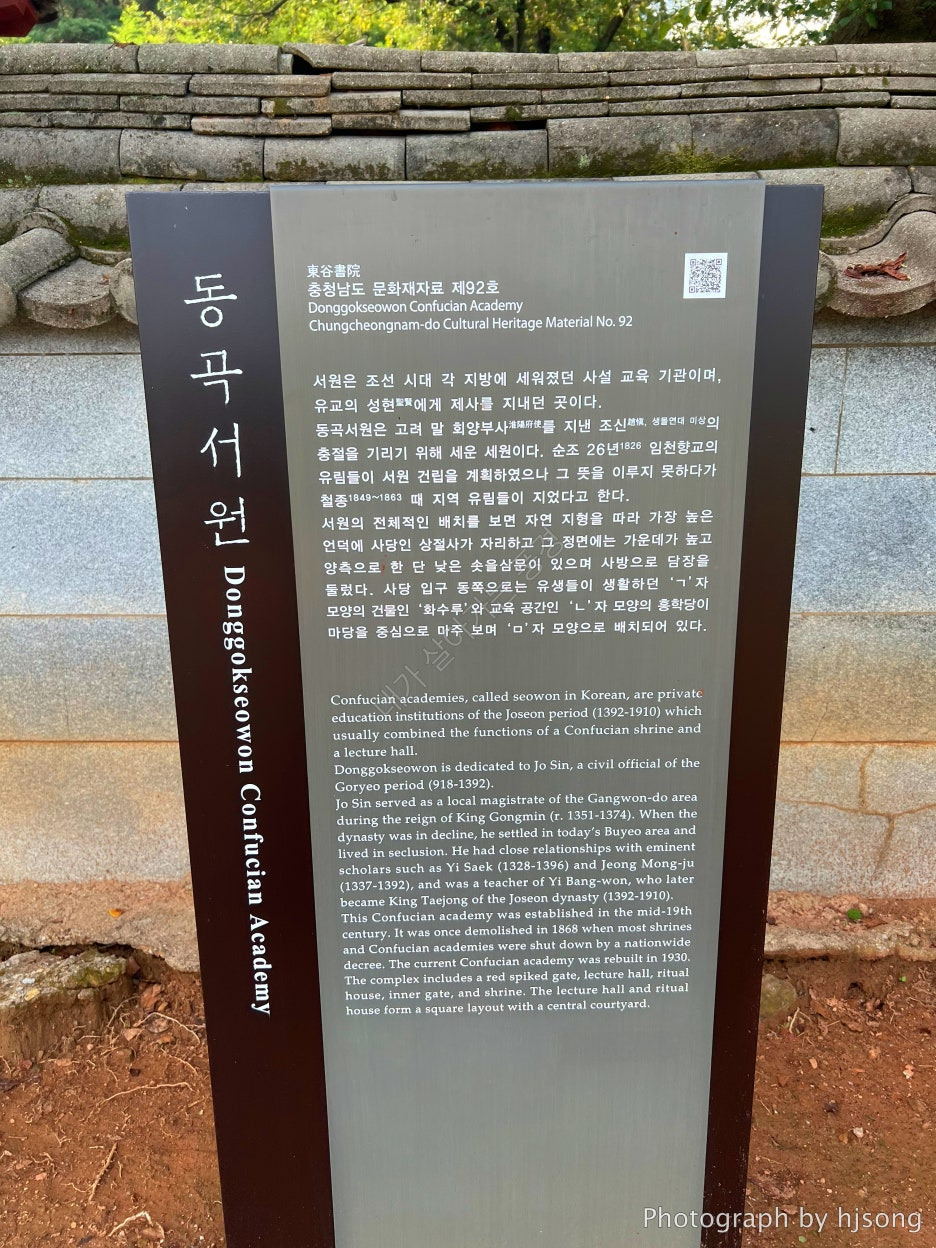 동곡서원 Donggokseowon Confucian Academy
東谷書院
충청남도 문화재자료 제92호
Donggokseowon Confucian Academy
Chungcheongnam-do Cultural Heritage Material No. 92
서원은 조선 시대 각 지방에 세워졌던 사설 교육 기관이며,
유교의 성현聖賢에게 제사를 지내던 곳이다.
동곡서원은 고려 말 회양부사淮陽府使를 지낸 조신趙愼, 생몰연대 미상의
충절을 기리기 위해 세운 세원이다. 순조 26년1826 임천향교의
유림들이 서원 건립을 계획하였으나 그 뜻을 이루지 못하다가
철종1849~1863 때 지역 유림들이 지었다고 한다.
서원의 전체적인 배치를 보면 자연 지형을 따라 가장 높은
언덕에 사당인 상절사가 자리하고 그 정면에는 가운데가 높고
양측으로 한 단 낮은 솟을삼문이 있으며 사방으로 담장을
둘렀다. 사당 입구 동쪽으로는 유생들이 생활하던 ‘ㄱ’자
모양의 건물인 ‘화수루’와 교육 공간인 ‘ㄴ’자 모양의 홍학당이
마당을 중심으로 마주 보며 ‘ㅁ’자 모양으로 배치되어 있다.
Confucian academies, called seowon in Korean, are private
education institutions of the Joseon period (1392-1910) which
usually combined the functions of a Confucian shrine and
a lecture hall.
Donggokseowon is dedicated to Jo Sin, a civil official of the
Goryeo period (918-1392).
Jo Sin served as a local magistrate of the Gangwon-do area
during the reign of King Gongmin (r. 1351-1374). When the
dynasty was in decline, he settled in today’s Buyeo area and
lived in seclusion. He had close relationships with eminent
scholars such as Yi Saek (1328-1396) and Jeong Mong-ju
(1337-1392), and was a teacher of Yi Bang-won, who later
became King Taejong of the Joseon dynasty (1392-1910).
This Confucian academy was established in the mid-19th
century. It was once demolished in 1868 when most shrines
and Confucian academies were shut down by a nationwide
decree. The current Confucian academy was rebuilt in 1930.
The complex includes a red spiked gate, lecture hall, ritual
house, inner gate, and shrine. The lecture hall and ritual
house form a square layout with a central courtyard.
Photograph by hjsong